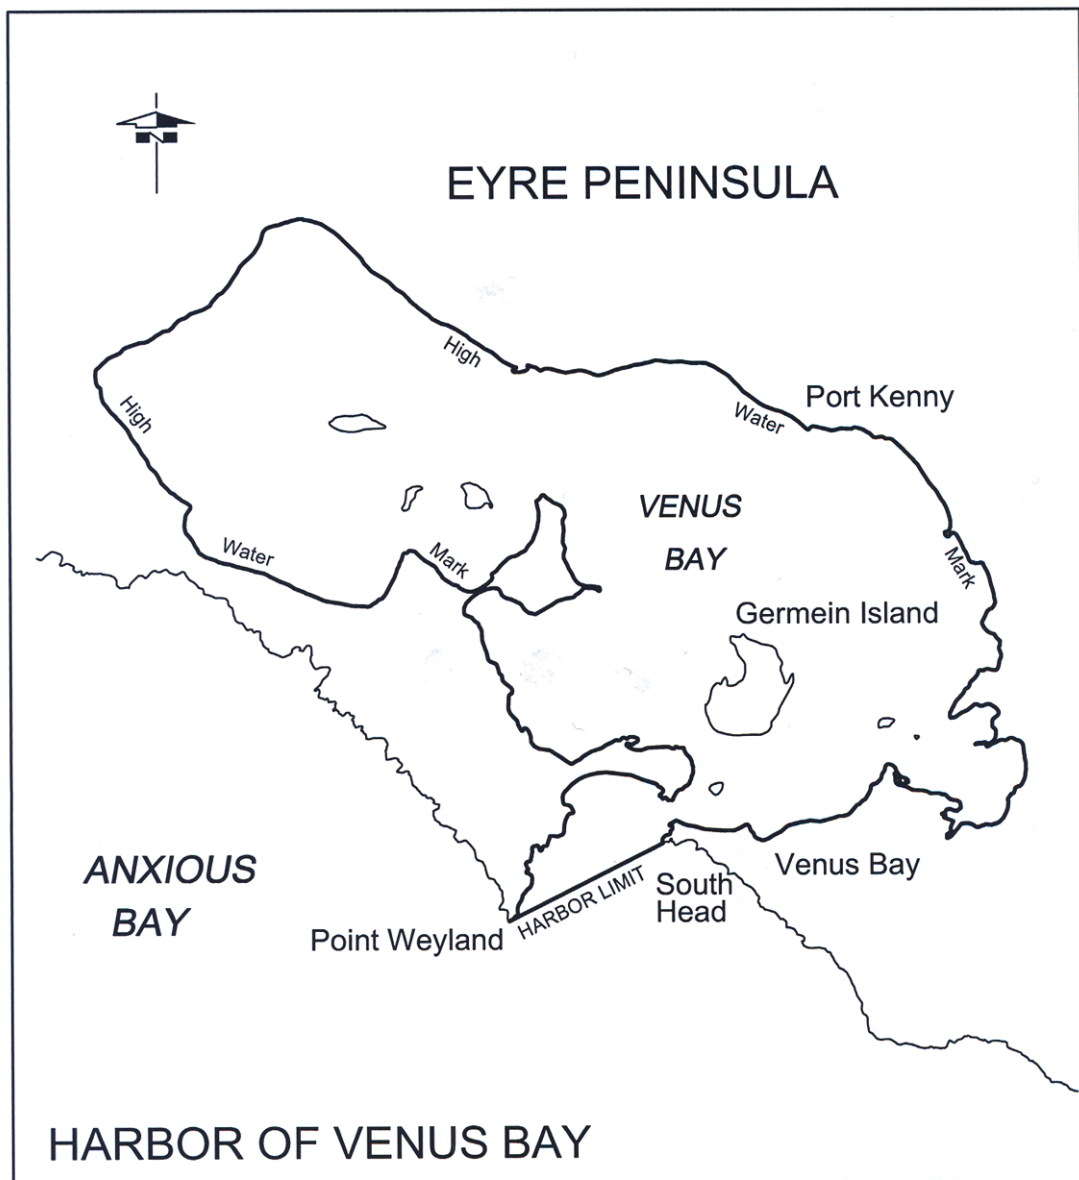 N
EYRE PENINSULA
High
Port Kenny
Water
High
VENUS
BAY
Water
Mark
Mark
Germein Island
ANXIOUS
BAY
Venus Bay
South
Head
HARBOR LIMIT
Point Weyland
HARBOR OF VENUS BAY